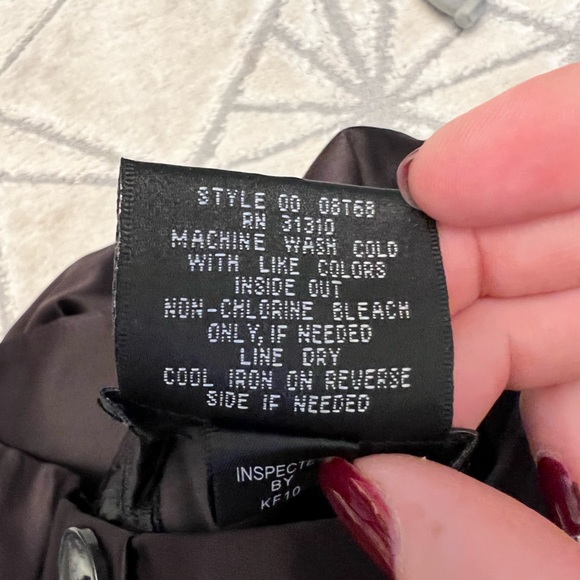 STYLE 00 08T68
RN 31310
MACHINE WASH COLD
WITH LIKE COLORS
INSIDE OUT
NON-CHLORINE BLEACH
ONLY, IF NEEDED
LINE DRY
COOL IRON ON REVERSE
SIDE IF NEEDED
INSPECTE
BY
KF10